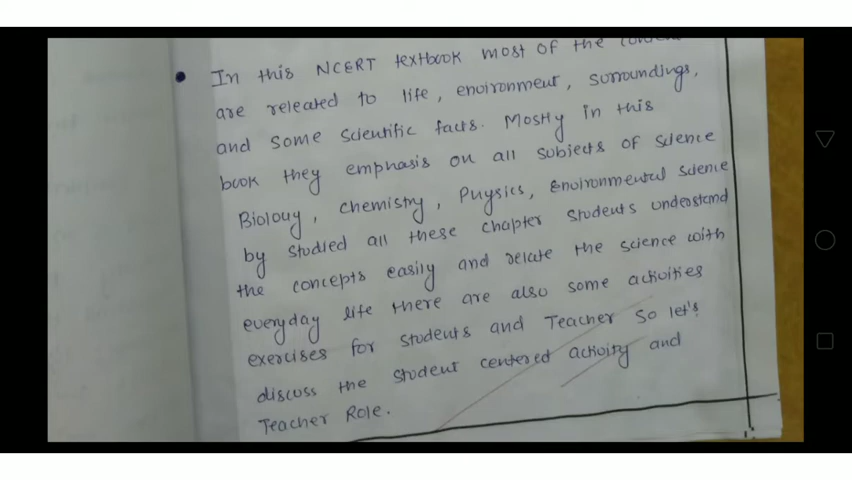 In this NCERT textbook most of the
are releated to life, environment, surroundings,
and some scientific facts. Mostly in this
book they emphasis on all subjects of science
Biology, chemistry, Physics, Environmental science
by studied all these chapter students understand
the concepts easily and relate the science with
everyday life there are also some activities
exercises for students and Teacher So let's
discuss the student centered activity and
Teacher Role.